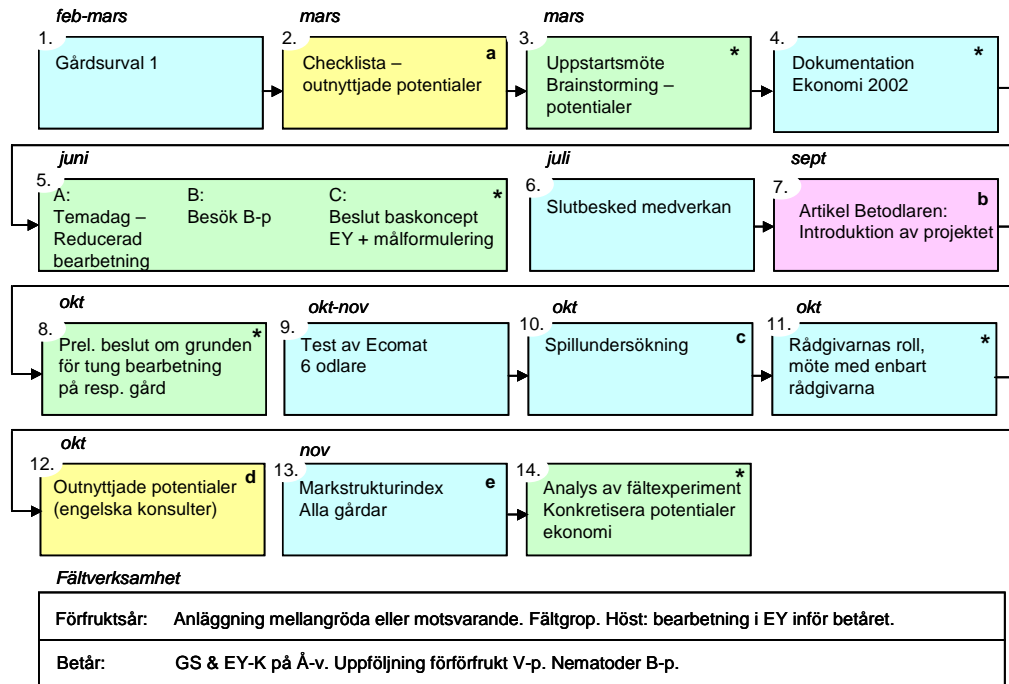 feb-mars
mars
mars
1.
Gårdsurval 1
2.
a
Checklista –
outnyttjade potentialer
3.
*
Uppstartsmöte
Brainstorming –
potentialer
4.
*
Dokumentation
Ekonomi 2002
juni
juli
sept
5.
A:
Temadag –
Reducerad
bearbetning
B:
Besök B-p
C:
*
Beslut baskoncept
EY + målformulering
6.
Slutbesked medverkan
7.
b
Artikel Betodlaren:
Introduktion av projektet
okt
okt-nov
okt
okt
8.
*
Prel. beslut om grunden
för tung bearbetning
på resp. gård
9.
Test av Ecomat
6 odlare
10.
Spillundersökning
c
11.
Rådgivarnas roll,
*
möte med enbart
rådgivarna
okt
nov
12.
d
Outnyttjade potentialer
(engelska konsulter)
13.
e
Markstrukturindex
Alla gårdar
14.
*
Analys av fältexperiment
Konkretisera potentialer
ekonomi
Fältverksamhet
Förfruktsår: Anläggning mellangröda eller motsvarande. Fältgrop. Höst: bearbetning i EY inför betåret.
Betår: GS & EY-K på Å-v. Uppföljning förförfrukt V-p. Nematoder B-p.